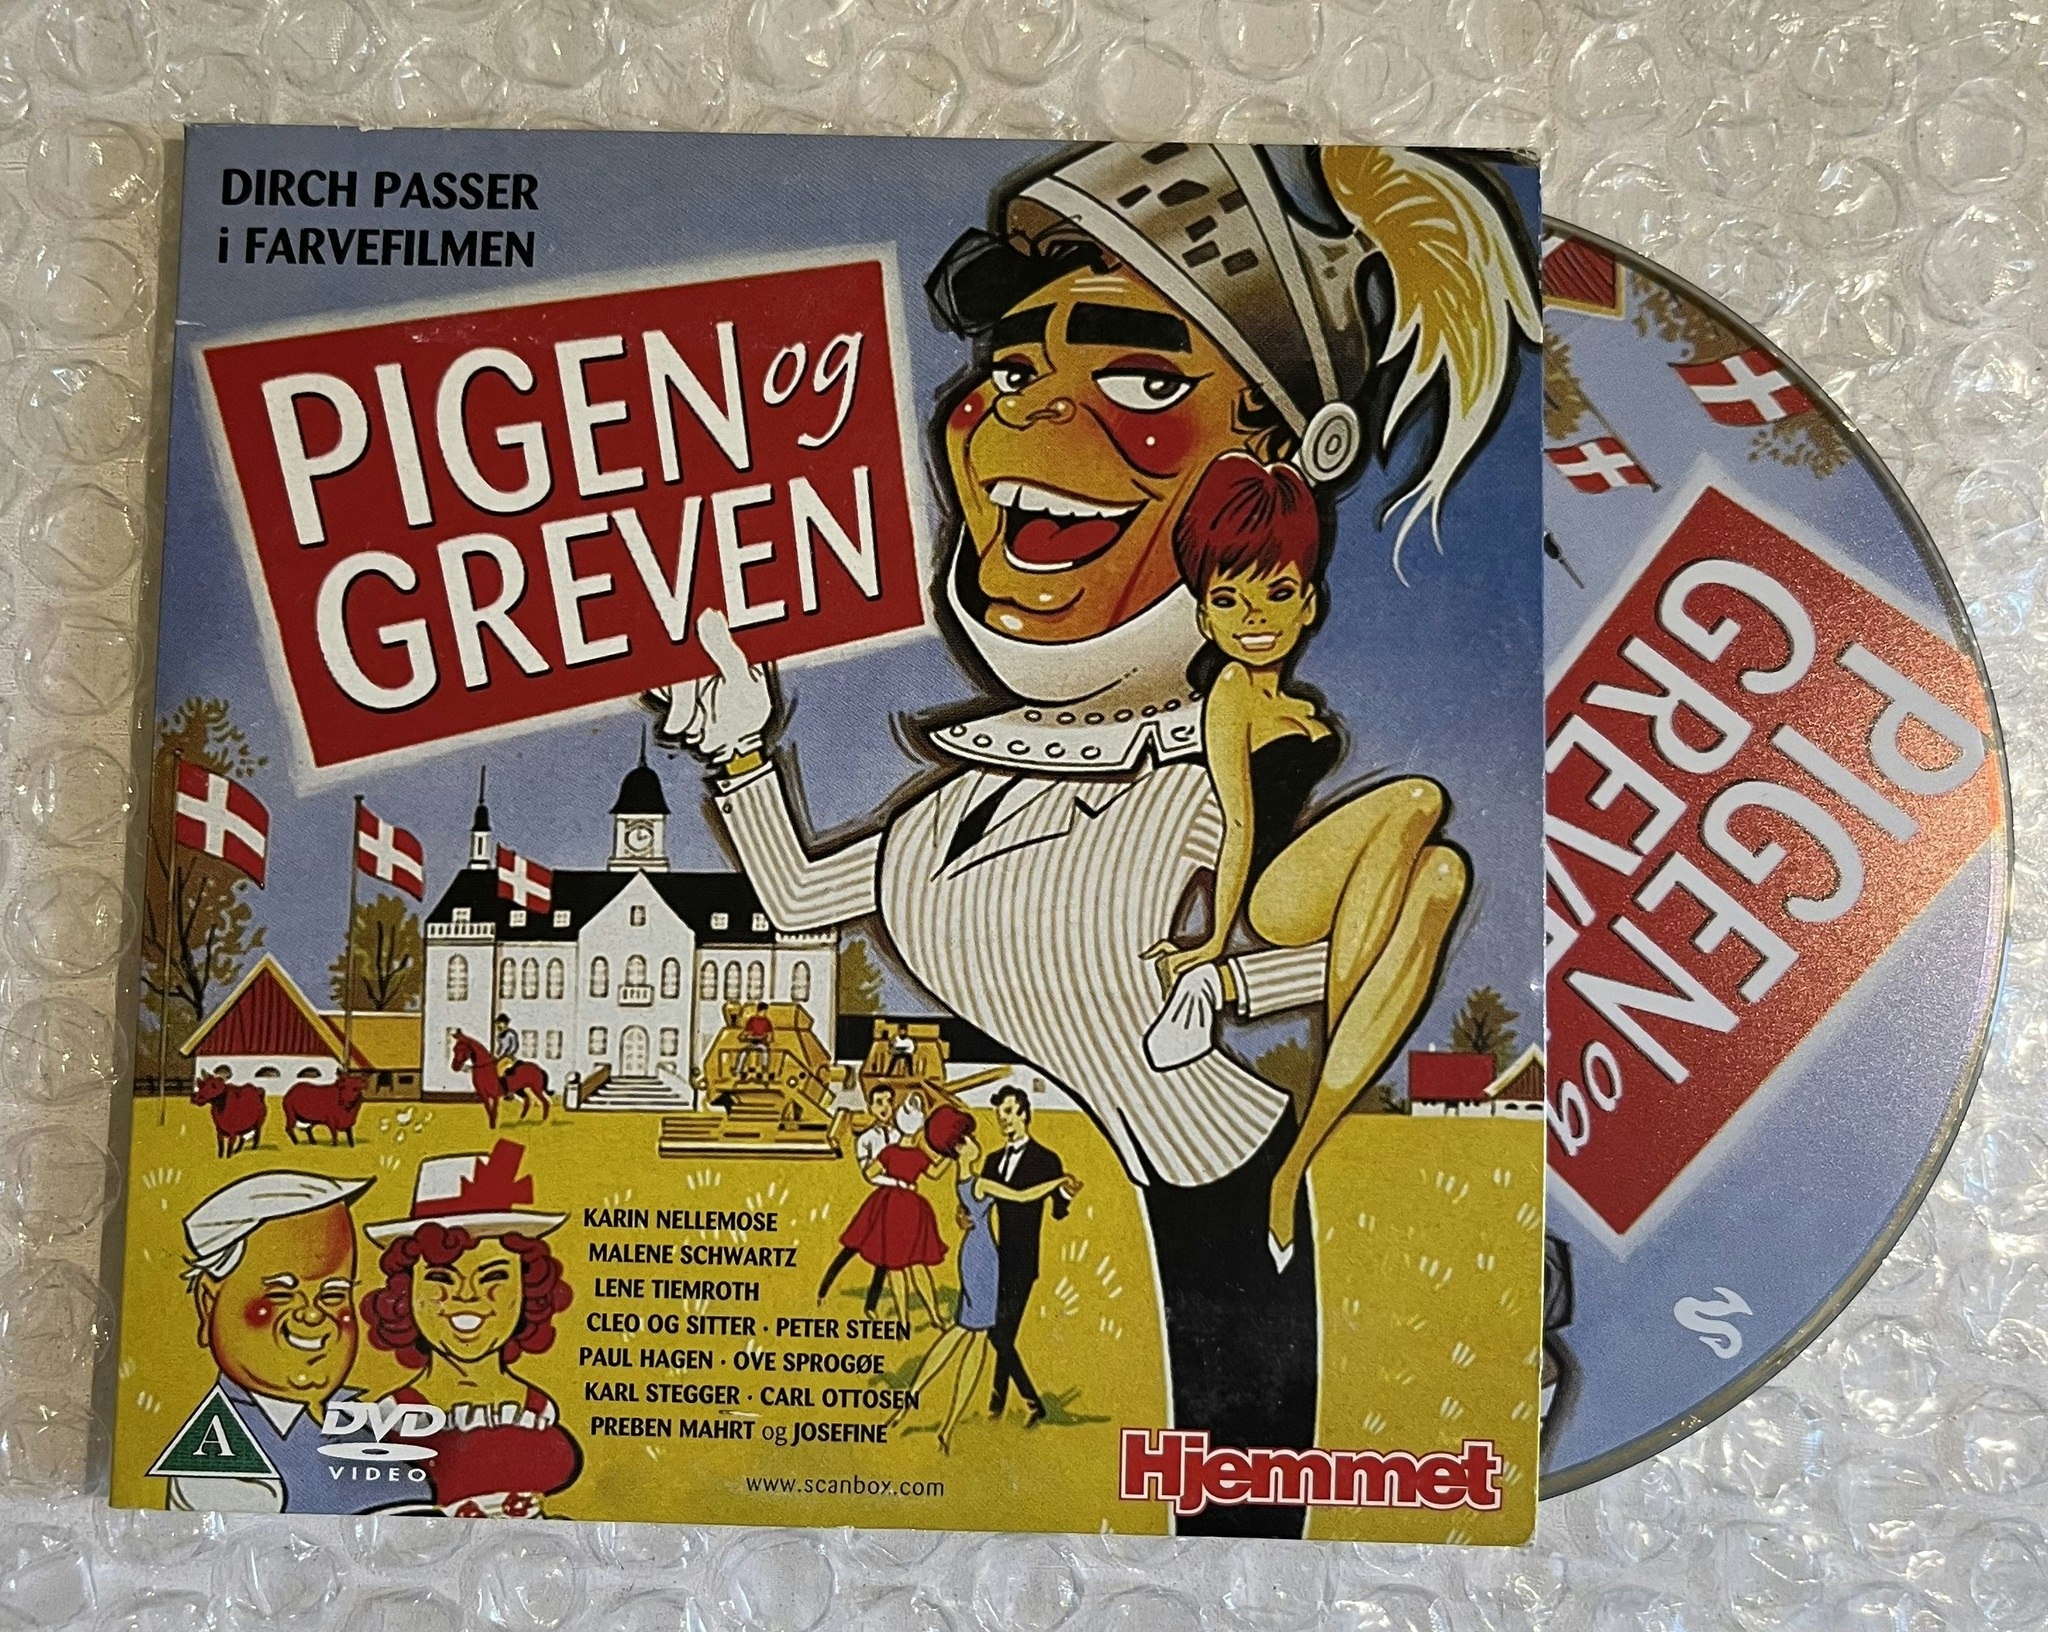 DIRCH PASSER
i FARVEFILMEN
PIGEN og
GREVEN
KARIN NELLEMOSE
MALENE SCHWARTZ
LENE TIEMROTH
CLEO OG SITTER · PETER STEEN
PAUL HAGEN · OVE SPROGØE
KARL STEGGER · CARL OTTOSEN
PREBEN MAHRT og JOSEFINE
A
DVD
VIDEO
www.scanbox.com
Hjemmet
PIGEN og
GREVE